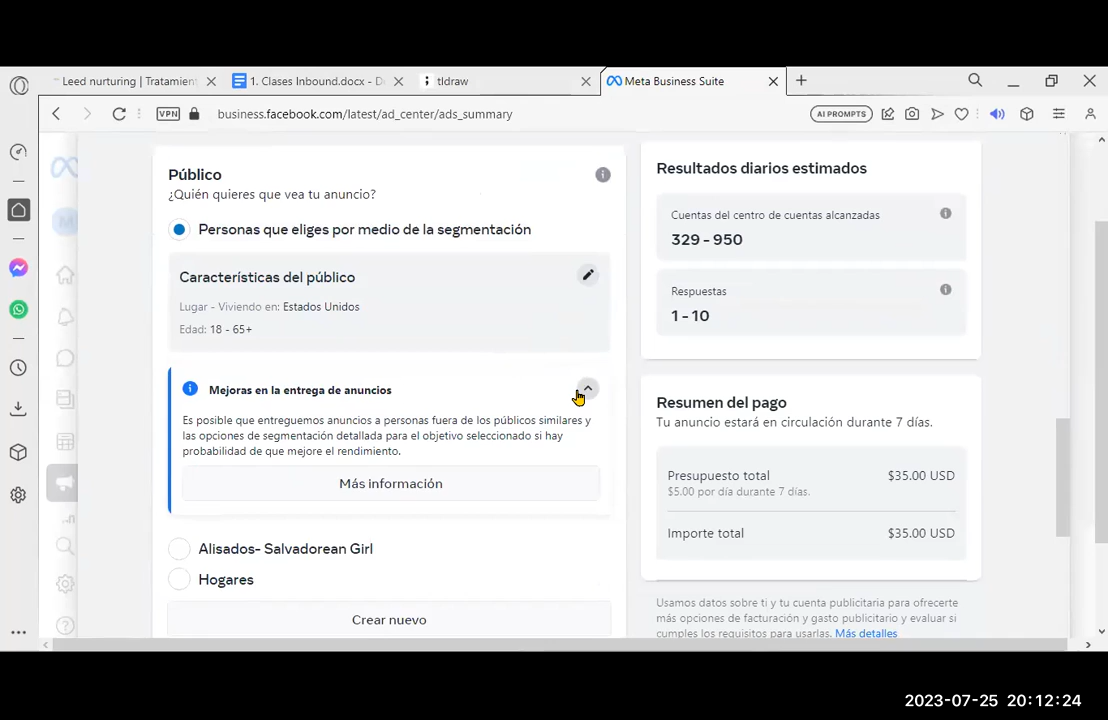 Leed nurturing | Tratamient
1. Clases Inbound.docx - D
tldraw
Meta Business Suite
VPN
business.facebook.com/latest/ad_center/ads_summary
AI PROMPTS
Público
¿Quién quieres que vea tu anuncio?
Personas que eliges por medio de la segmentación
Características del público
Lugar - Viviendo en: Estados Unidos
Edad: 18 - 65+
Mejoras en la entrega de anuncios
Es posible que entreguemos anuncios a personas fuera de los públicos similares y
las opciones de segmentación detallada para el objetivo seleccionado si hay
probabilidad de que mejore el rendimiento.
Más información
Alisados- Salvadorean Girl
Hogares
Crear nuevo
Resultados diarios estimados
Cuentas del centro de cuentas alcanzadas
329 - 950
Respuestas
1 - 10
Resumen del pago
Tu anuncio estará en circulación durante 7 días.
Presupuesto total $35.00 USD
$5.00 por día durante 7 días.
Importe total $35.00 USD
Usamos datos sobre ti y tu cuenta publicitaria para ofrecerte
más opciones de facturación y gasto publicitario y evaluar si
cumples los requisitos para usarlas. Más detalles
2023-07-25 20:12:24